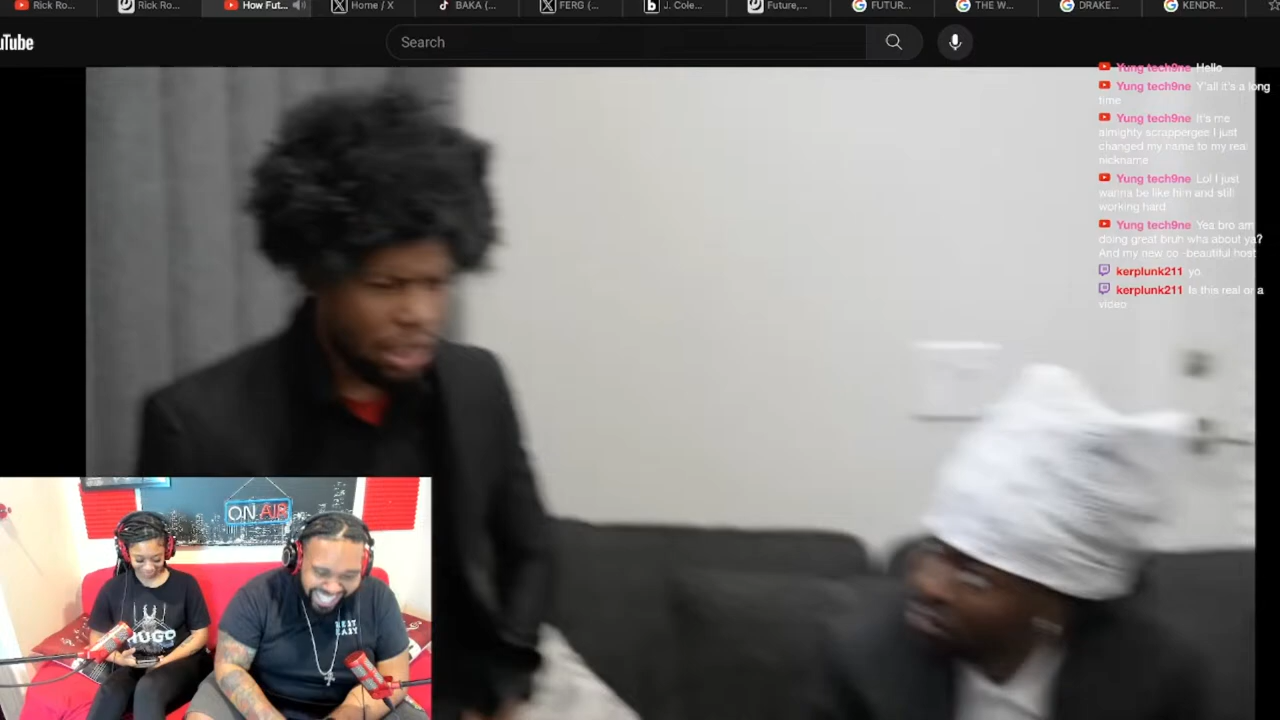 Rick Ro...
Rick Ro...
How Fut...
Home / X
BAKA (...
FERG (...
J. Cole...
Future,...
FUTUR...
THE W...
DRAKE...
KENDR...
uTube
Search
Yung tech9ne Hello
Yung tech9ne Y'all it's a long
time
Yung tech9ne It's me
almighty scrappergee I just
changed my name to my real
nickname
Yung tech9ne Lol I just
wanna be like him and still
working hard
Yung tech9ne Yea bro am
doing great bruh wha about ya?
And my new co -beautiful host
kerplunk211 yo
kerplunk211 Is this real or a
video
ON AIR
HUGO
BABY